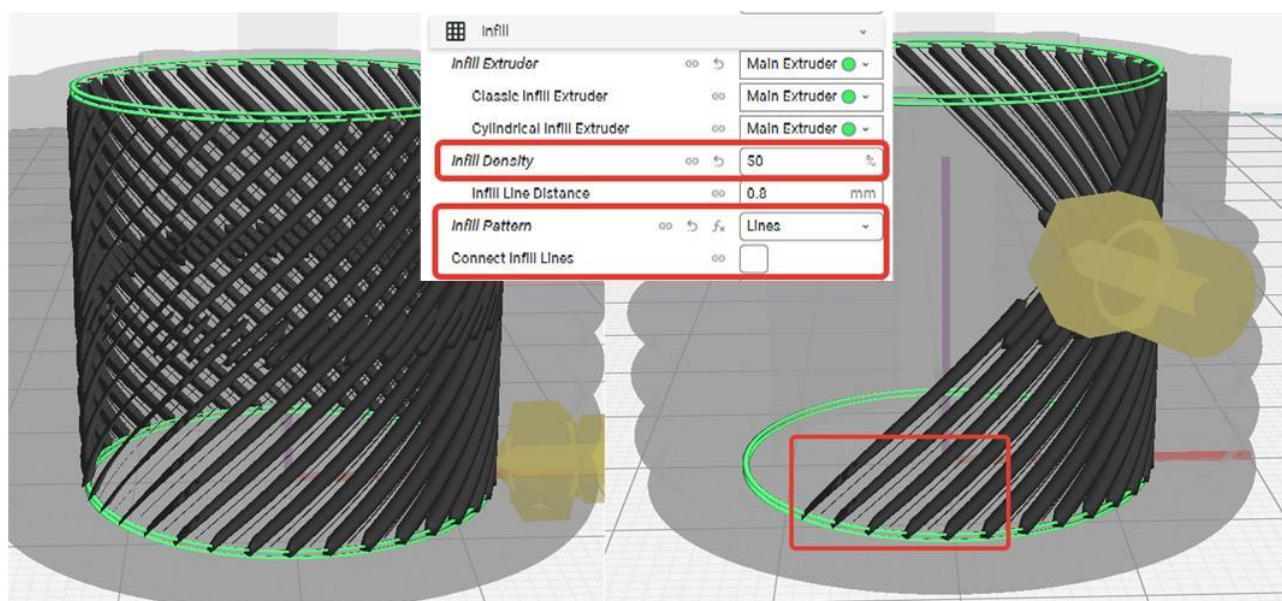 Infill
Infill Extruder Main Extruder
Classic Infill Extruder Main Extruder
Cylindrical Infill Extruder Main Extruder
Infill Density 50 %
Infill Line Distance 0.8 mm
Infill Pattern fx Lines
Connect Infill Lines